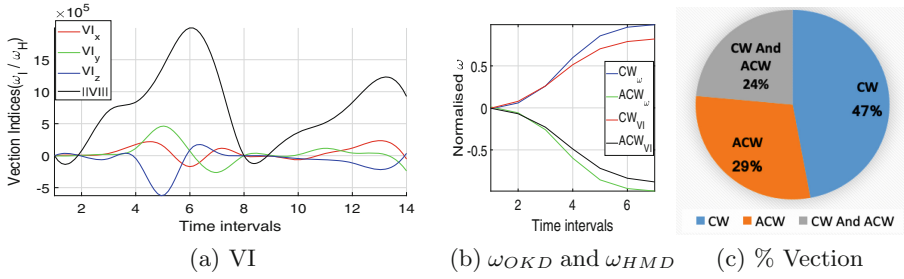 ×10⁵
Vection Indices(ω_I / ω_H)
20
15
10
5
0
-5
VI_x
VI_y
VI_z
||VI||
2 4 6 8 10 12 14
Time intervals
(a) VI
Normalised ω
0.5
0
-0.5
CW_ω
ACW_ω
CW_VI
ACW_VI
2 4 6
Time intervals
(b) ω_OKD and ω_HMD
CW And
ACW
24%
CW
47%
ACW
29%
CW ACW CW And ACW
(c) % Vection